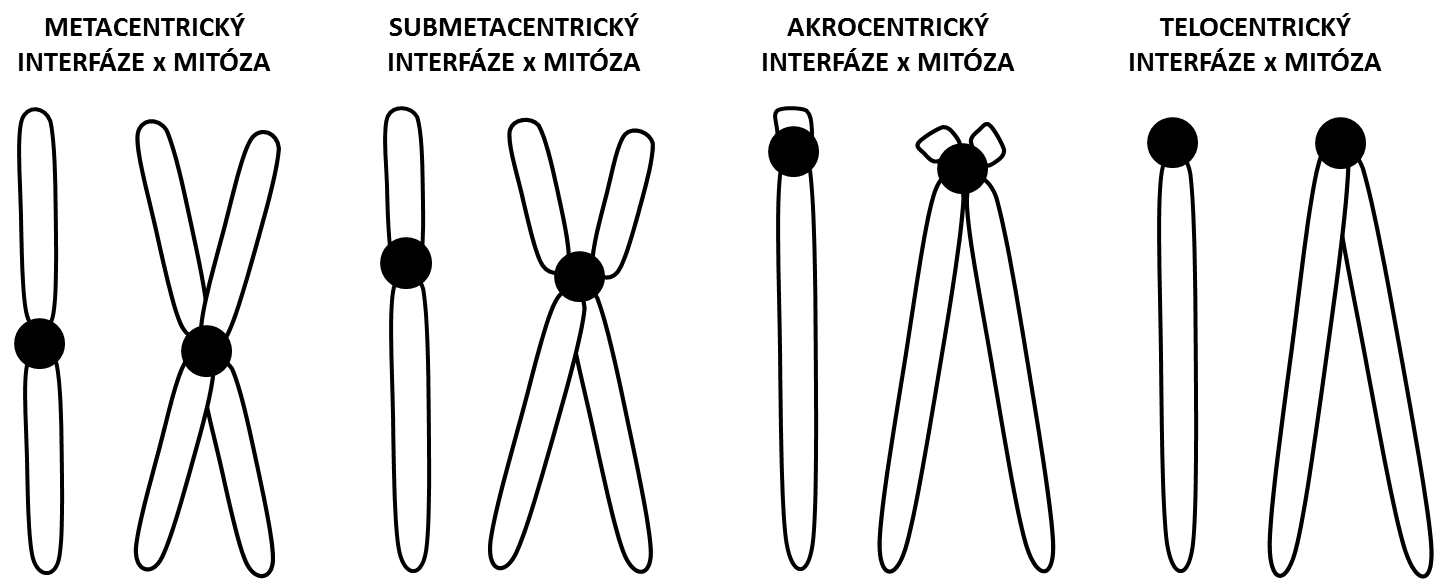 METACENTRICKÝ
INTERFÁZE x MITÓZA
SUBMETACENTRICKÝ
INTERFÁZE x MITÓZA
AKROCENTRICKÝ
INTERFÁZE x MITÓZA
TELOCENTRICKÝ
INTERFÁZE x MITÓZA